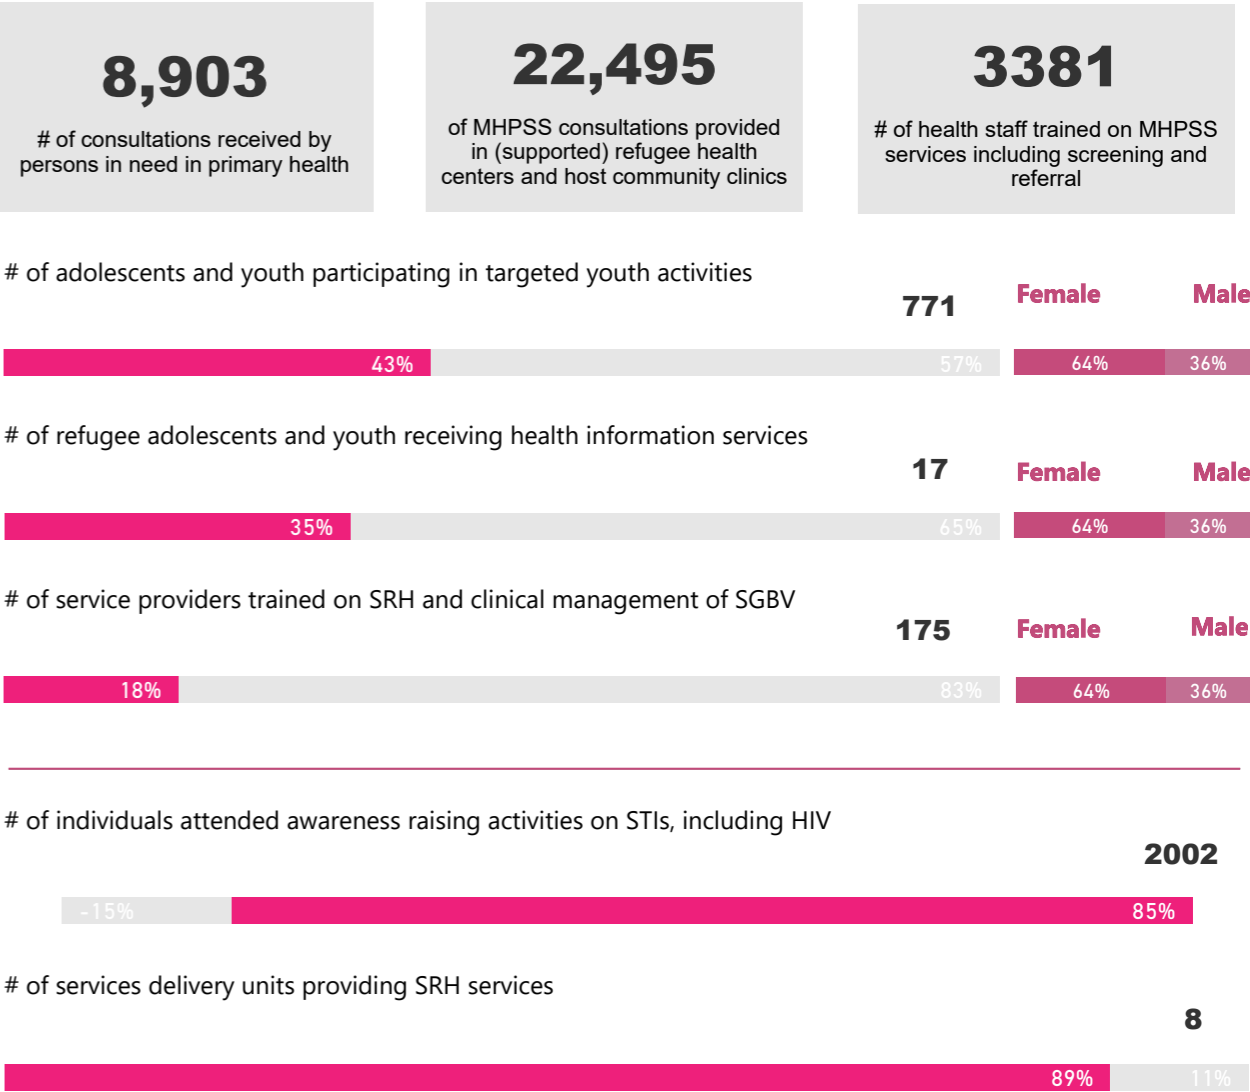 8,903
# of consultations received by
persons in need in primary health
22,495
of MHPSS consultations provided
in (supported) refugee health
centers and host community clinics
3381
# of health staff trained on MHPSS
services including screening and
referral
# of adolescents and youth participating in targeted youth activities
771
Female Male
43% 57%
64% 36%
# of refugee adolescents and youth receiving health information services
17
Female Male
35% 65%
64% 36%
# of service providers trained on SRH and clinical management of SGBV
175
Female Male
18% 83%
64% 36%
# of individuals attended awareness raising activities on STIs, including HIV
2002
-15% 85%
# of services delivery units providing SRH services
8
89% 11%